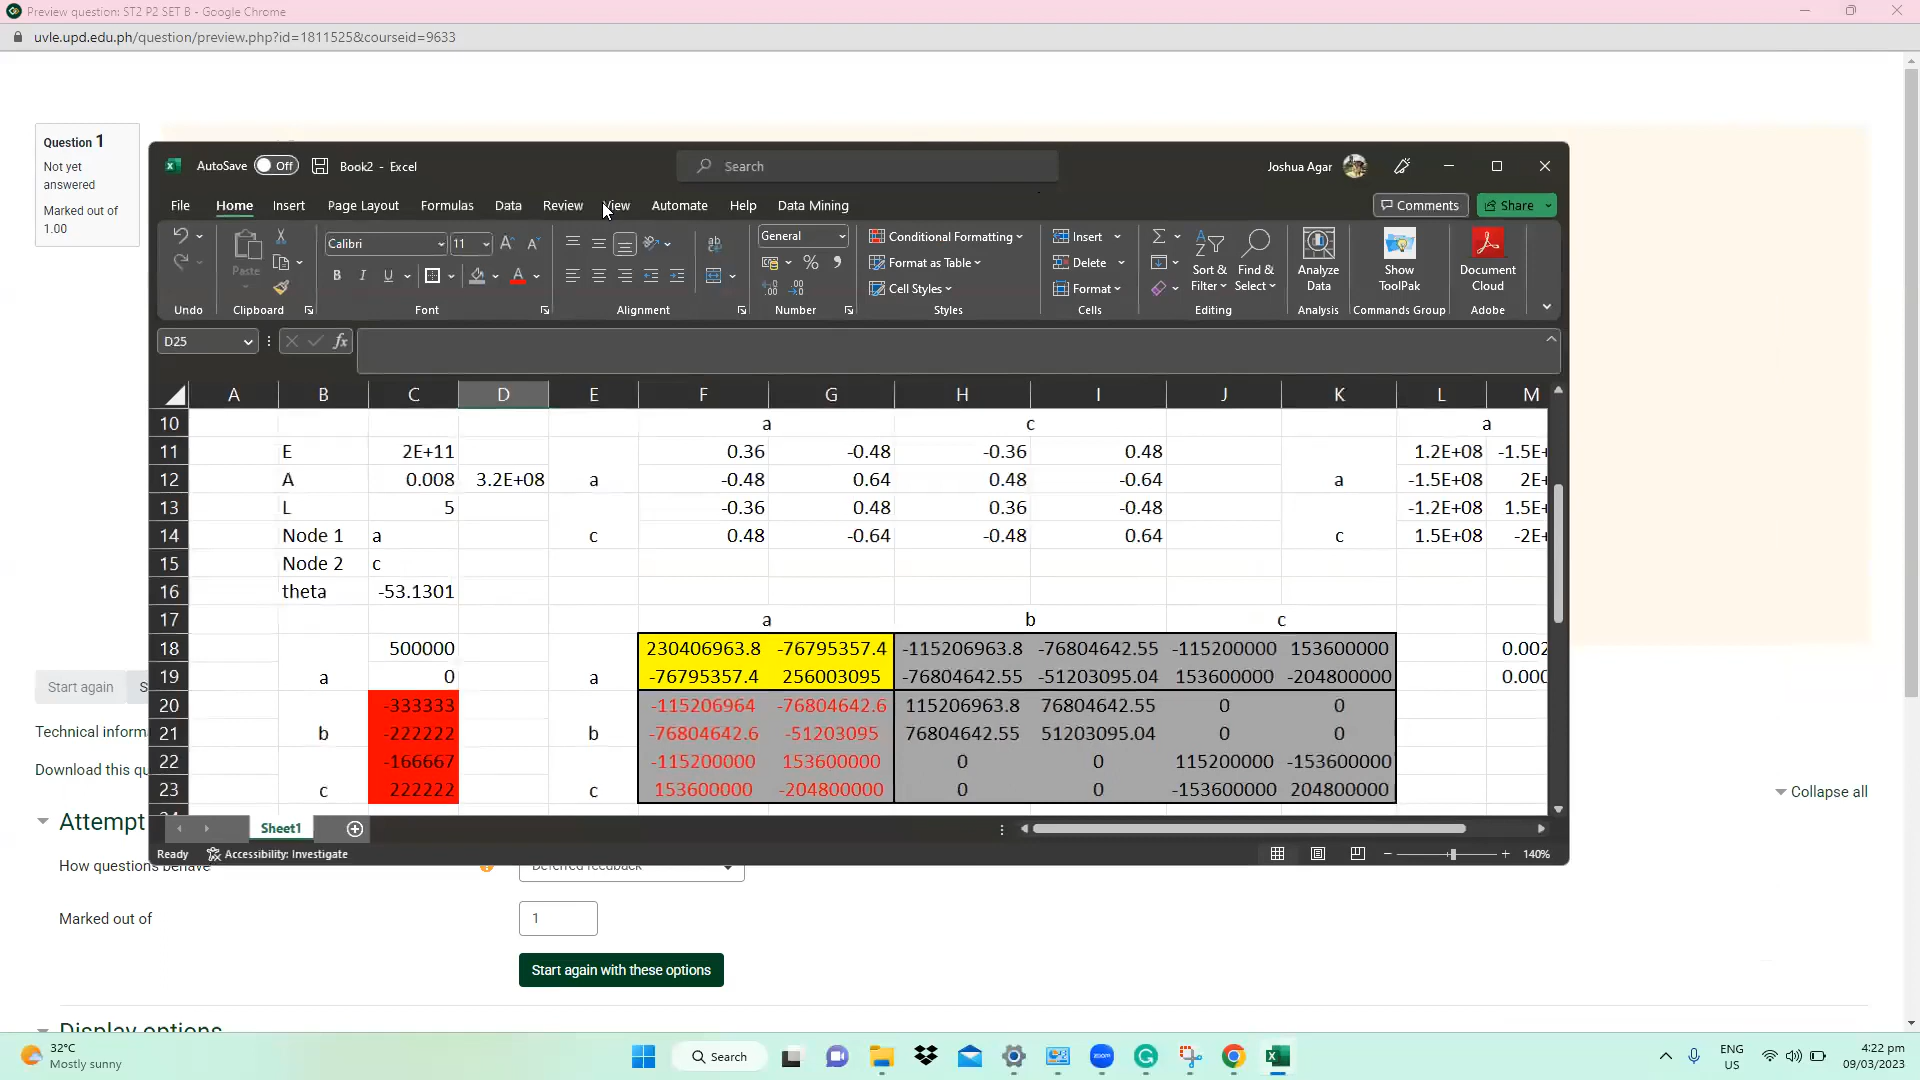 Preview question: ST2 P2 SET B - Google Chrome
uvle.upd.edu.ph/question/preview.php?id=1811525&courseid=9633
Question 1
Not yet
answered
Marked out of
1.00
AutoSave Off Book2 - Excel Search Joshua Agar
File Home Insert Page Layout Formulas Data Review View Automate Help Data Mining Comments Share
Paste Calibri 11 General Conditional Formatting Format as Table Cell Styles Insert Delete Format Sort & Filter Find & Select Analyze Data Show ToolPak Document Cloud
Undo Clipboard Font Alignment Number Styles Cells Editing Analysis Commands Group Adobe
D25 fx
A B C D E F G H I J K L M
10 a c a
11 E 2E+11 0.36 -0.48 -0.36 0.48 1.2E+08 -1.5E+
12 A 0.008 3.2E+08 a -0.48 0.64 0.48 -0.64 a -1.5E+08 2E+
13 L 5 -0.36 0.48 0.36 -0.48 -1.2E+08 1.5E+
14 Node 1 a c 0.48 -0.64 -0.48 0.64 c 1.5E+08 -2E+
15 Node 2 c
16 theta -53.1301
17 a b c
18 500000 230406963.8 -76795357.4 -115206963.8 -76804642.55 -115200000 153600000 0.002
19 a 0 a -76795357.4 256003095 -76804642.55 -51203095.04 153600000 -204800000 0.000
20 -333333 -115206964 -76804642.6 115206963.8 76804642.55 0 0
21 b -222222 b -76804642.6 -51203095 76804642.55 51203095.04 0 0
22 -166667 -115200000 153600000 0 0 115200000 -153600000
23 c 222222 c 153600000 -204800000 0 0 -153600000 204800000
Sheet1
Ready Accessibility: Investigate 140%
Start again S
Technical inform
Download this qu
Collapse all
Attempt
How questions behave Deferred feedback
Marked out of 1
Start again with these options
Display options
32°C
Mostly sunny
Search
zoom
ENG
US
4:22 pm
09/03/2023